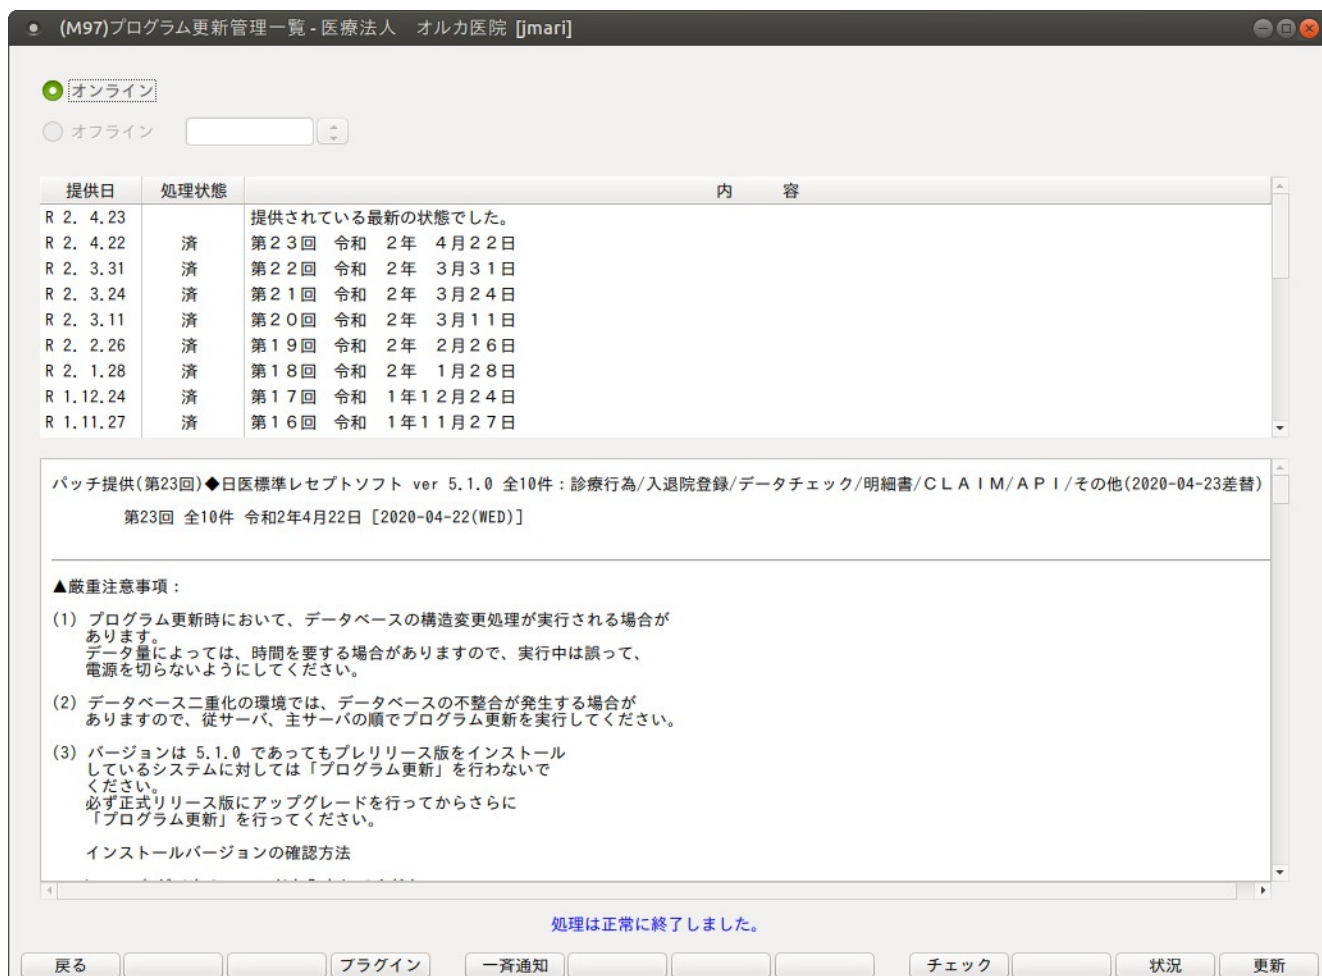 (M97)プログラム更新管理一覧 - 医療法人　オルカ医院 [jmari]
オンライン
オフライン
提供日 処理状態 内　　容
R 2. 4.23 提供されている最新の状態でした。
R 2. 4.22 済 第２３回　令和　２年　４月２２日
R 2. 3.31 済 第２２回　令和　２年　３月３１日
R 2. 3.24 済 第２１回　令和　２年　３月２４日
R 2. 3.11 済 第２０回　令和　２年　３月１１日
R 2. 2.26 済 第１９回　令和　２年　２月２６日
R 2. 1.28 済 第１８回　令和　２年　１月２８日
R 1.12.24 済 第１７回　令和　１年１２月２４日
R 1.11.27 済 第１６回　令和　１年１１月２７日
パッチ提供(第23回)◆日医標準レセプトソフト ver 5.1.0 全10件：診療行為/入退院登録/データチェック/明細書/ＣＬＡＩＭ/ＡＰＩ/その他(2020-04-23差替)
第23回 全10件 令和2年4月22日 [2020-04-22(WED)]
▲厳重注意事項：
(1) プログラム更新時において、データベースの構造変更処理が実行される場合が
あります。
データ量によっては、時間を要する場合がありますので、実行中は誤って、
電源を切らないようにしてください。
(2) データベース二重化の環境では、データベースの不整合が発生する場合が
ありますので、従サーバ、主サーバの順でプログラム更新を実行してください。
(3) バージョンは 5.1.0 であってもプレリリース版をインストール
しているシステムに対しては「プログラム更新」を行わないで
ください。
必ず正式リリース版にアップグレードを行ってからさらに
「プログラム更新」を行ってください。
インストールバージョンの確認方法
処理は正常に終了しました。
戻る プラグイン 一斉通知 チェック 状況 更新